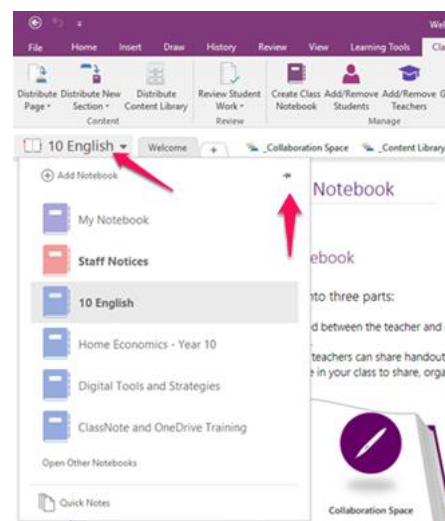 Wel
File Home Insert Draw History Review View Learning Tools Cla
Distribute Distribute New Distribute Review Student Create Class Add/Remove Add/Remove G
Page Section Content Library Work Notebook Students Teachers
Content Review Manage
10 English Welcome + _Collaboration Space _Content Library
Add Notebook
Notebook
My Notebook
Staff Notices
ebook
10 English
nto three parts:
Home Economics - Year 10
d between the teacher and
teachers can share handout
e in your class to share, orga
Digital Tools and Strategies
ClassNote and OneDrive Training
Open Other Notebooks
Quick Notes
Collaboration Space